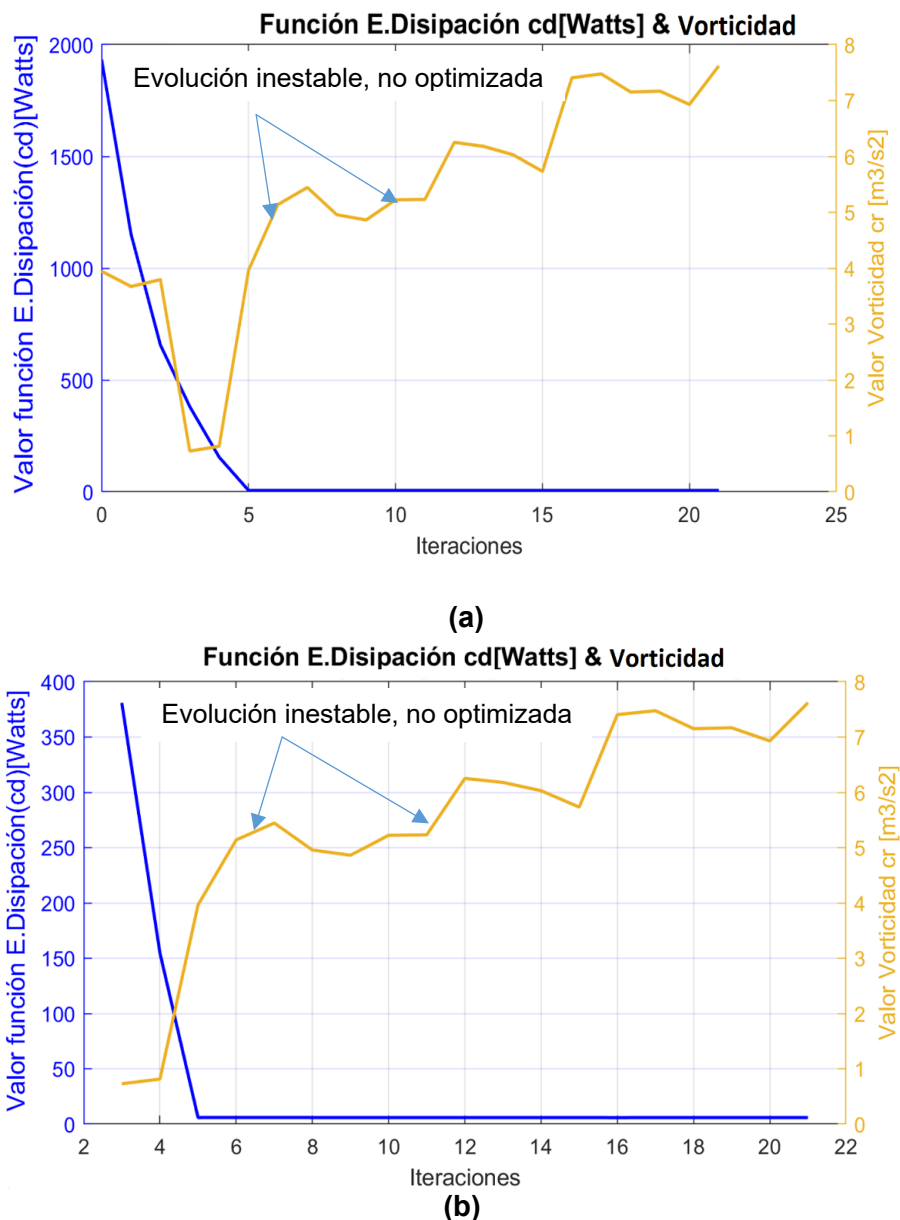 Función E.Disipación cd[Watts] & Vorticidad
Evolución inestable, no optimizada
Valor función E.Disipación(cd)[Watts]
2000
1500
1000
500
0
8
7
6
5
4
3
2
1
0
Valor Vorticidad cr [m3/s2]
0 5 10 15 20 25
Iteraciones
(a)
Función E.Disipación cd[Watts] & Vorticidad
Evolución inestable, no optimizada
Valor función E.Disipación(cd)[Watts]
400
350
300
250
200
150
100
50
0
8
7
6
5
4
3
2
1
0
Valor Vorticidad cr [m3/s2]
2 4 6 8 10 12 14 16 18 20 22
Iteraciones
(b)